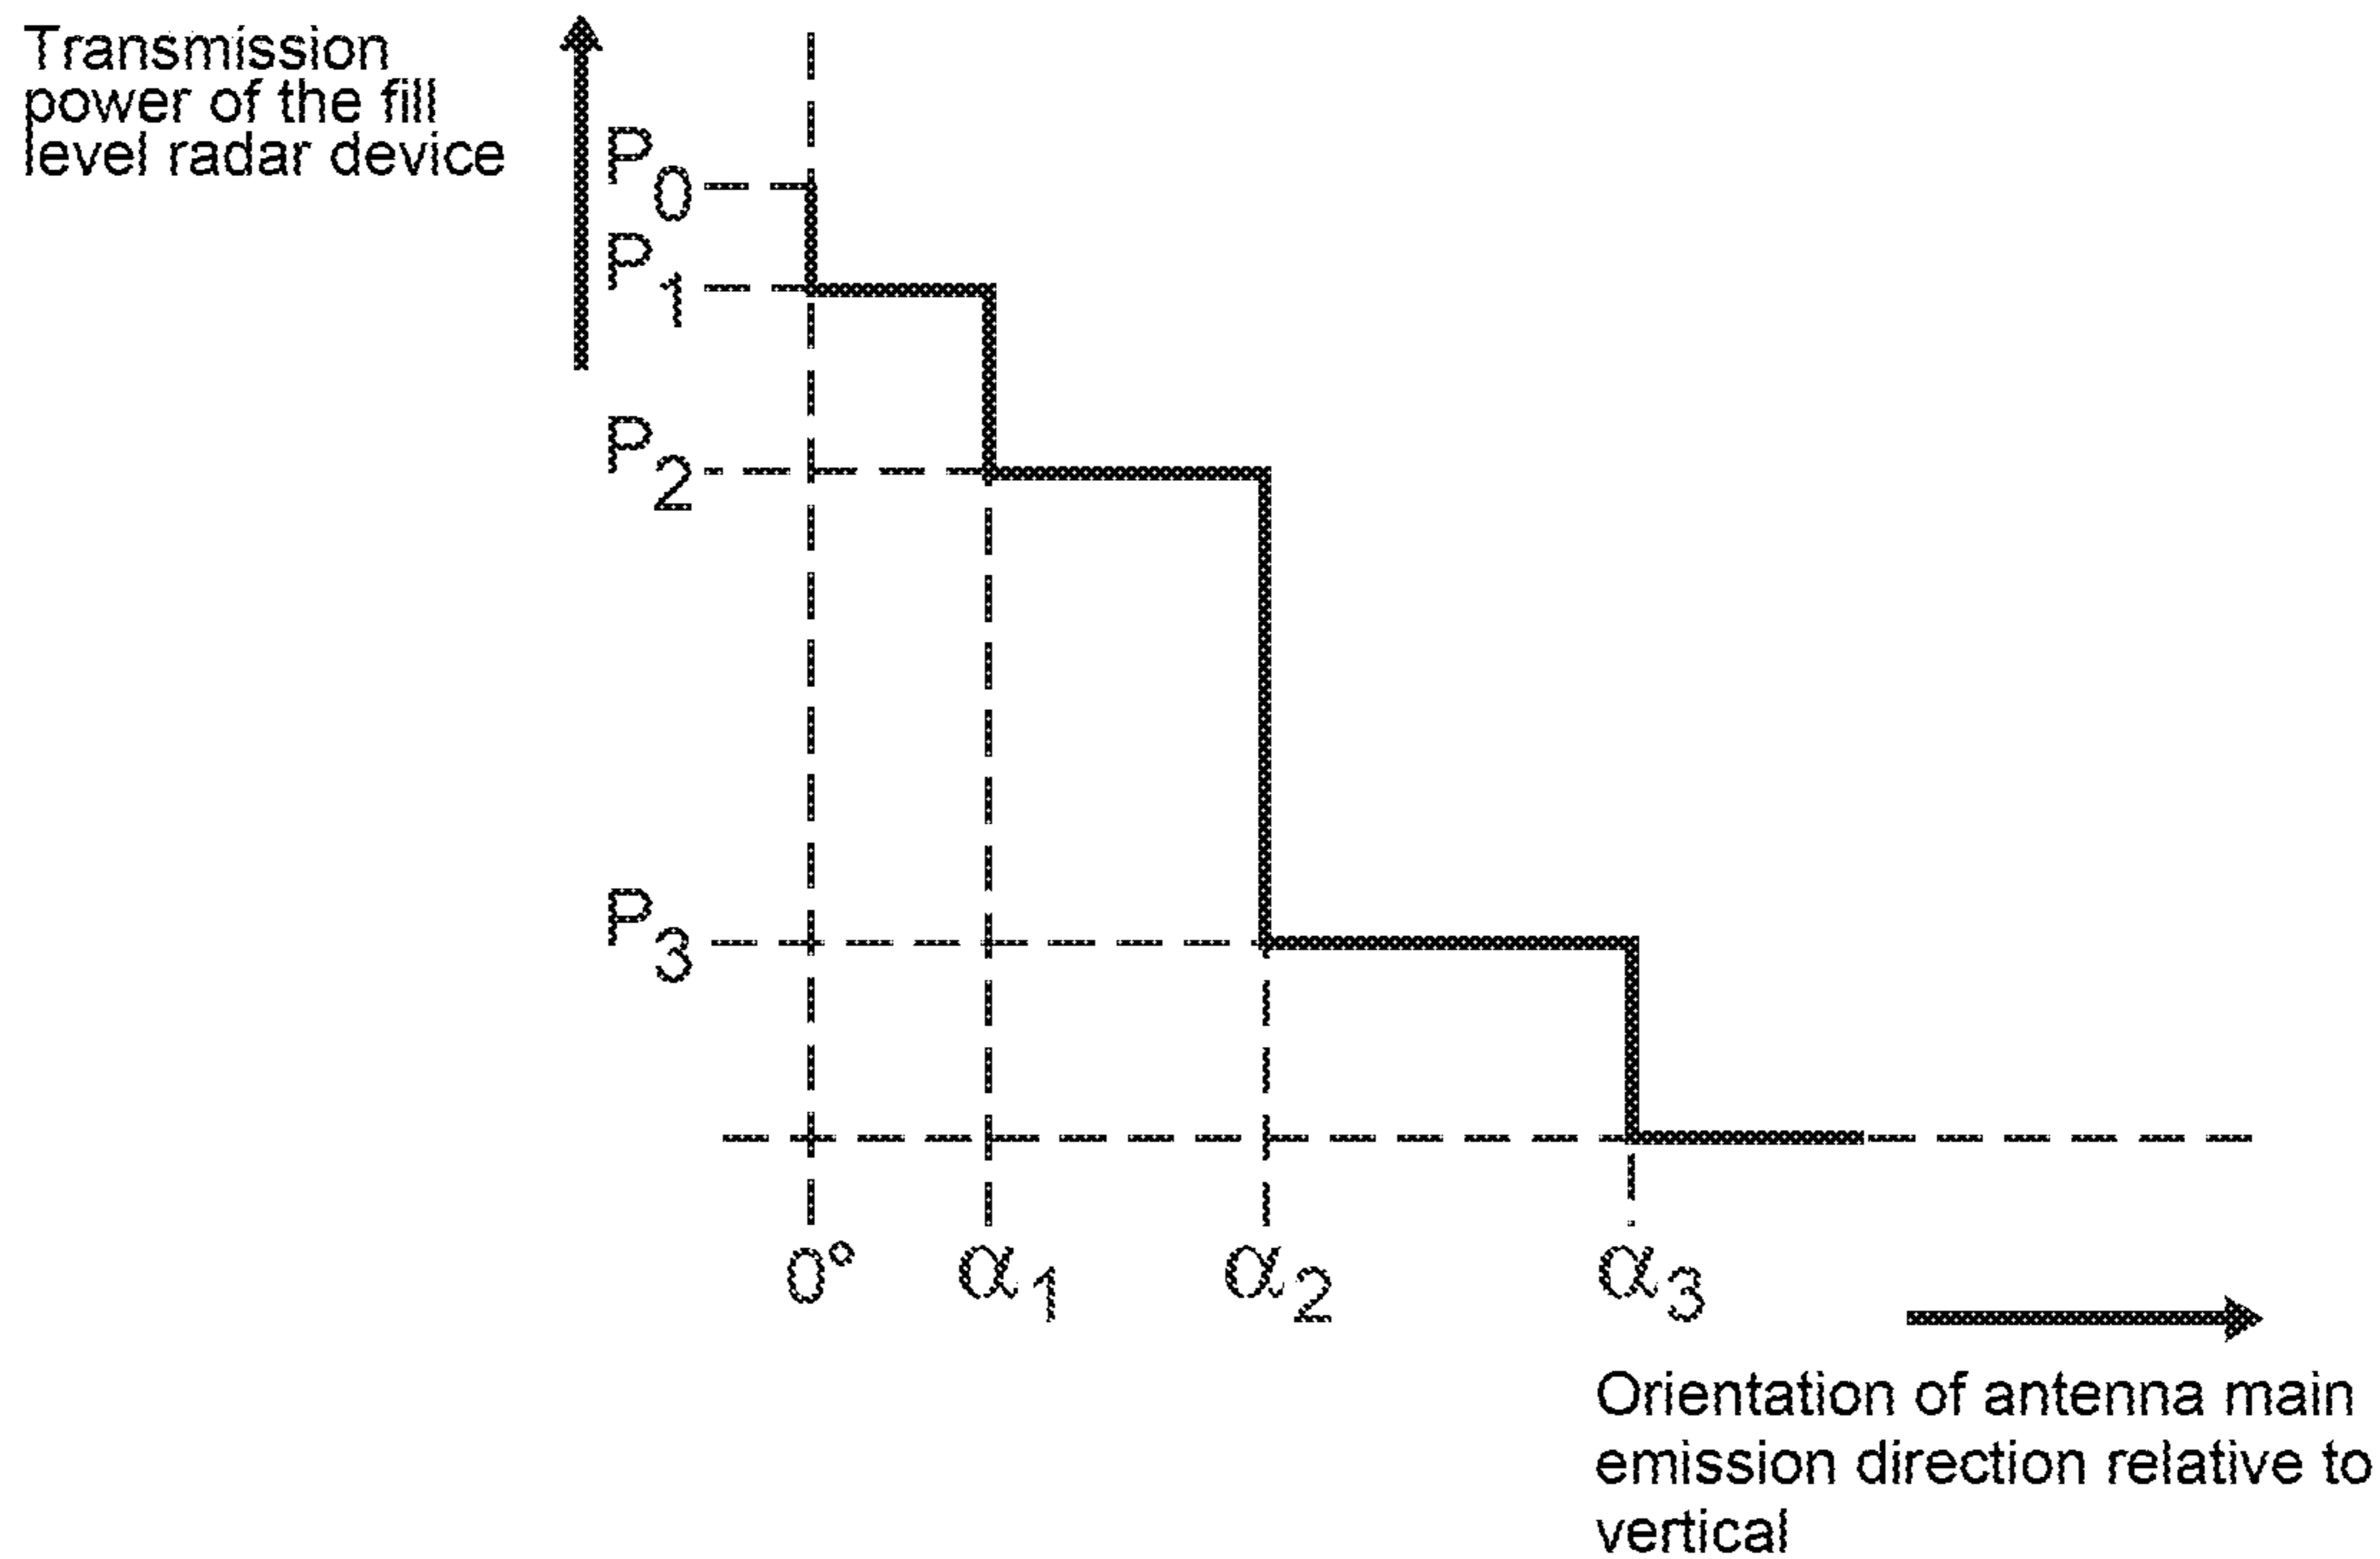 Transmission
power of the fill
level radar device
P0
P1
P2
P3
0°
α1
α2
α3
Orientation of antenna main
emission direction relative to
vertical